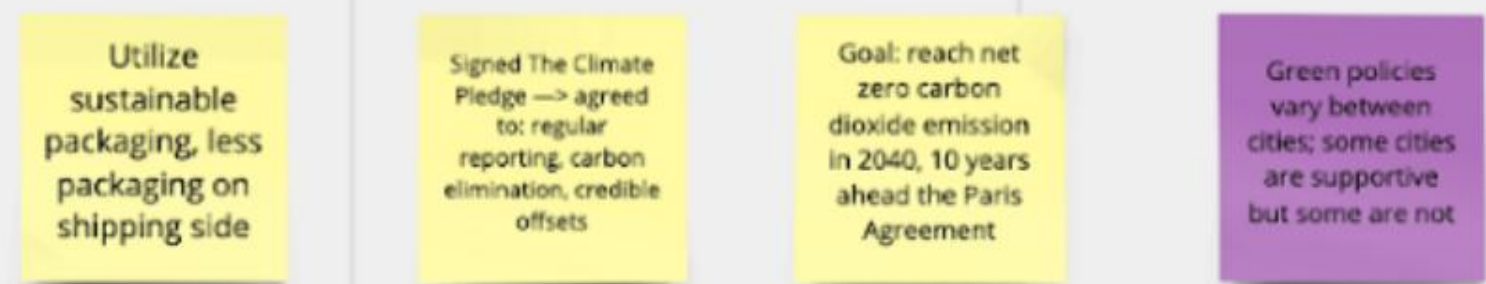 Utilize
sustainable
packaging, less
packaging on
shipping side
Signed The Climate
Pledge —> agreed
to: regular
reporting, carbon
elimination, credible
offsets
Goal: reach net
zero carbon
dioxide emission
in 2040, 10 years
ahead the Paris
Agreement
Green policies
vary between
cities; some cities
are supportive
but some are not